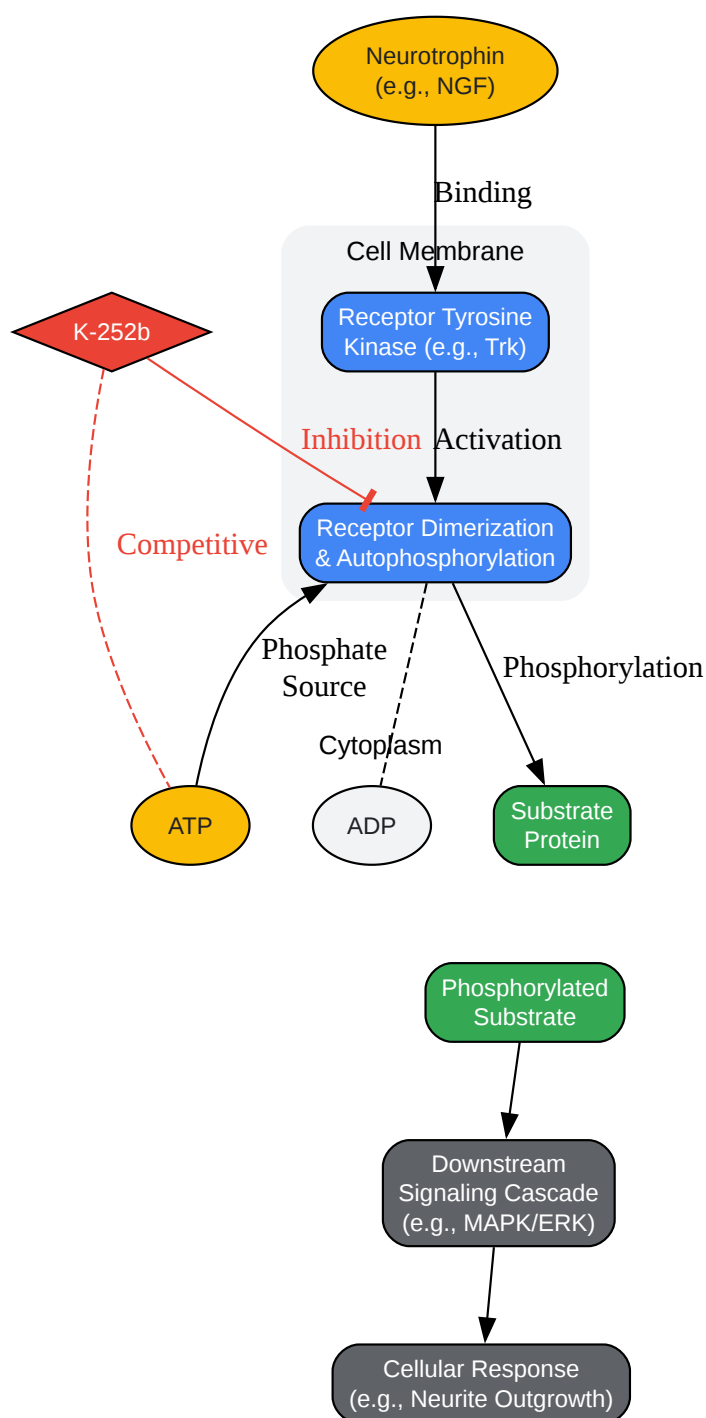 Neurotrophin
(e.g., NGF)
Binding
Cell Membrane
K-252b
Receptor Tyrosine
Kinase (e.g., Trk)
Inhibition
Activation
Receptor Dimerization
& Autophosphorylation
Competitive
Phosphate
Source
Phosphorylation
Cytoplasm
ATP
ADP
Substrate
Protein
Phosphorylated
Substrate
Downstream
Signaling Cascade
(e.g., MAPK/ERK)
Cellular Response
(e.g., Neurite Outgrowth)